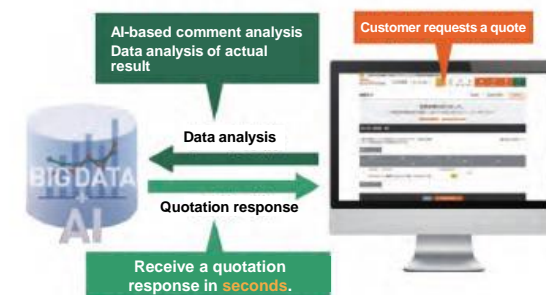 AI-based comment analysis
Data analysis of actual
result
Customer requests a quote
Data analysis
BIG DATA
+
AI
Quotation response
Receive a quotation
response in seconds.